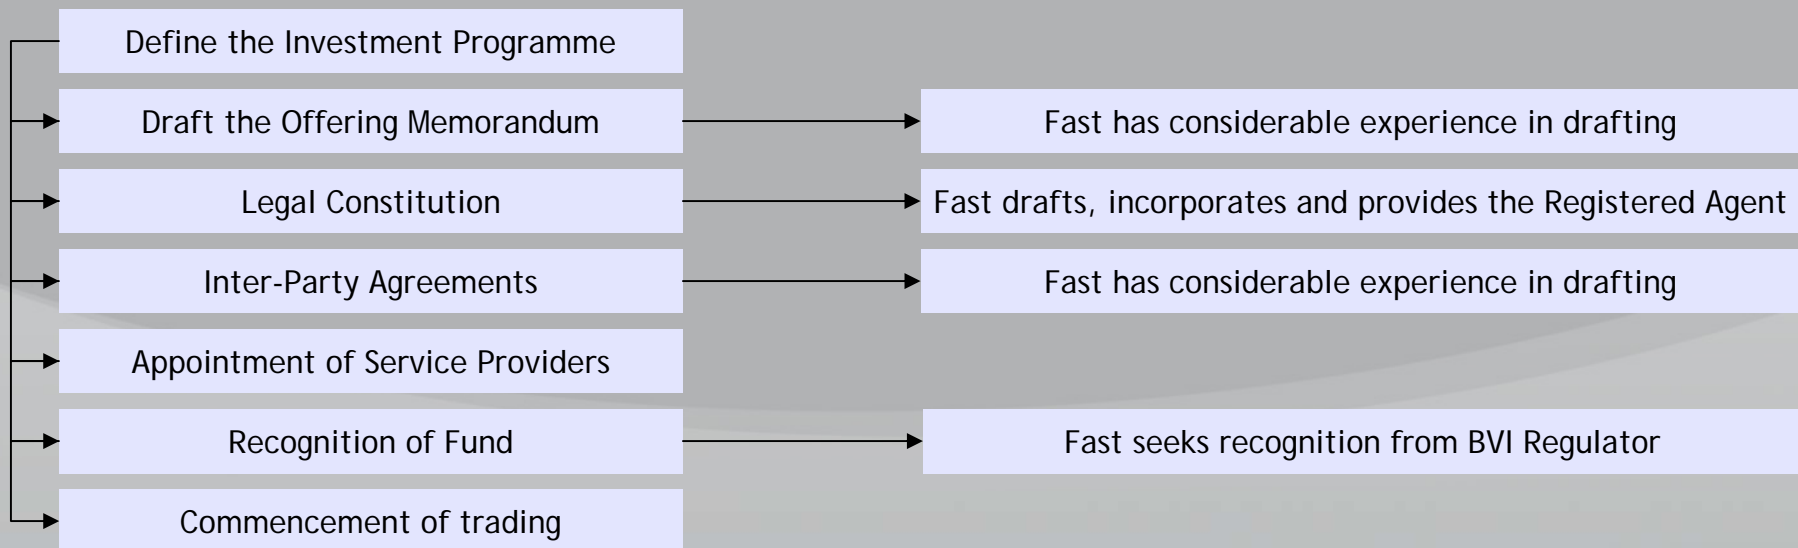 Define the Investment Programme
Draft the Offering Memorandum
Fast has considerable experience in drafting
Legal Constitution
Fast drafts, incorporates and provides the Registered Agent
Inter-Party Agreements
Fast has considerable experience in drafting
Appointment of Service Providers
Recognition of Fund
Fast seeks recognition from BVI Regulator
Commencement of trading